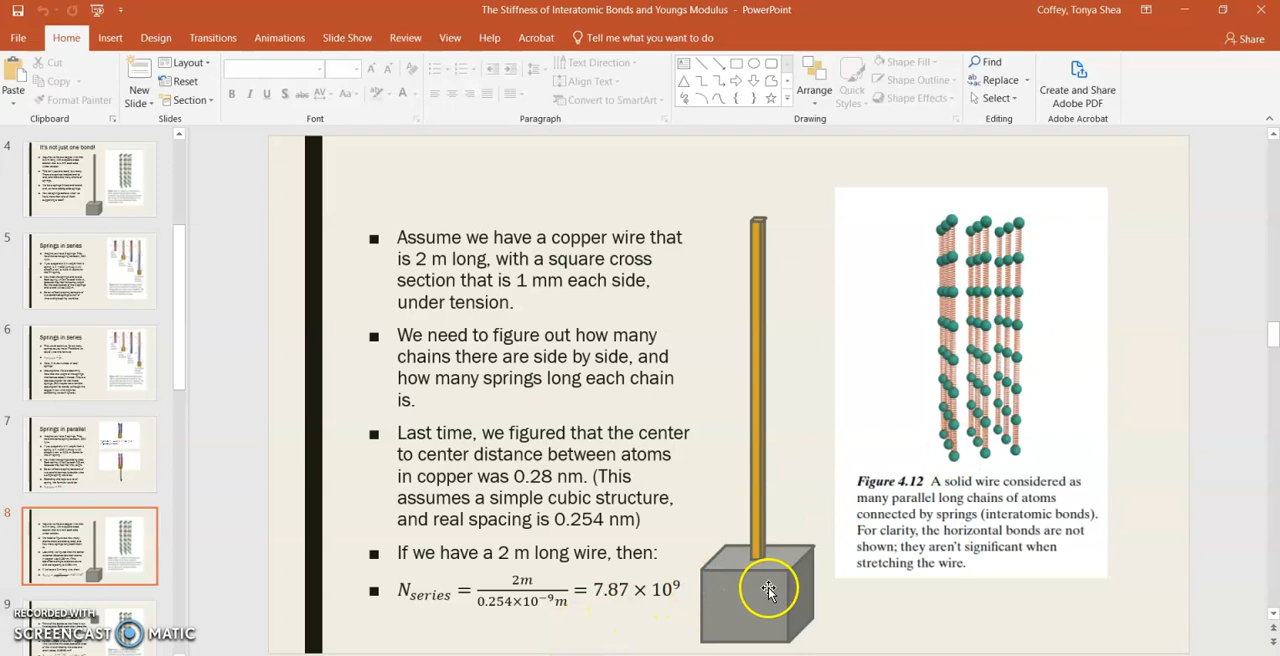 The Stiffness of Interatomic Bonds and Youngs Modulus - PowerPoint
Coffey, Tonya Shea
File Home Insert Design Transitions Animations Slide Show Review View Help Acrobat Tell me what you want to do
Share
Cut
Copy
Format Painter
Paste
Clipboard
New Slide
Layout
Reset
Section
Slides
B I U S abc AV Aa A
Font
Text Direction
Align Text
Convert to SmartArt
Paragraph
Arrange
Quick Styles
Shape Fill
Shape Outline
Shape Effects
Drawing
Find
Replace
Select
Editing
Create and Share Adobe PDF
Adobe Acrobat
4
It's not just one bond!
5
Springs in series
6
Springs in series
7
Springs in parallel
8
9
RECORDED WITH
SCREENCAST MATIC
■ Assume we have a copper wire that
is 2 m long, with a square cross
section that is 1 mm each side,
under tension.
■ We need to figure out how many
chains there are side by side, and
how many springs long each chain
is.
■ Last time, we figured that the center
to center distance between atoms
in copper was 0.28 nm. (This
assumes a simple cubic structure,
and real spacing is 0.254 nm)
■ If we have a 2 m long wire, then:
■ N_series = 2m / 0.254×10^−9 m = 7.87 × 10^9
Figure 4.12 A solid wire considered as
many parallel long chains of atoms
connected by springs (interatomic bonds).
For clarity, the horizontal bonds are not
shown; they aren't significant when
stretching the wire.